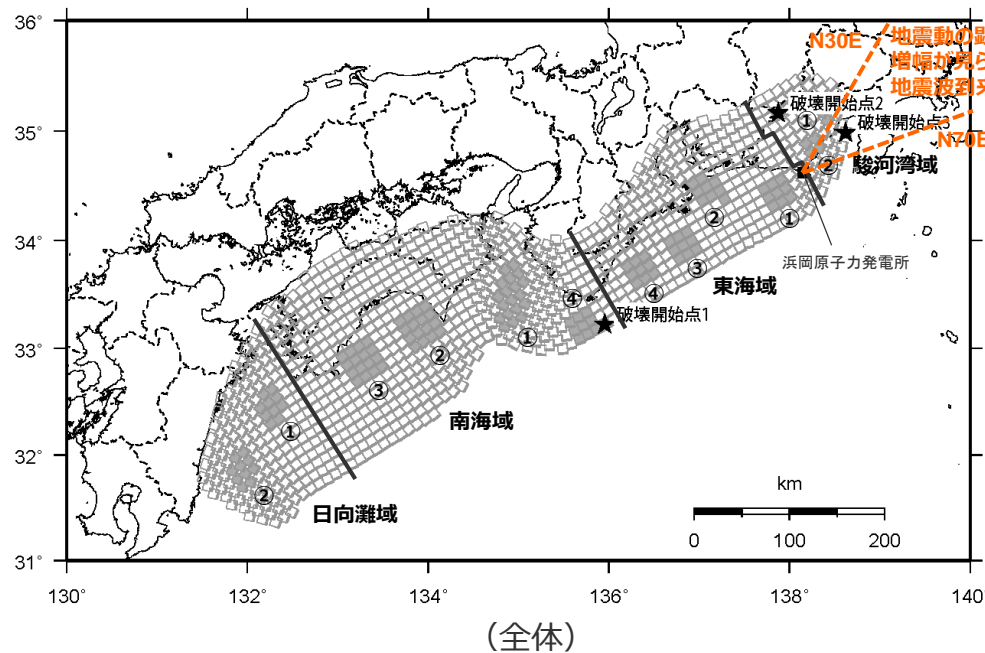 36°
35°
34°
33°
32°
31°
130°
132°
134°
136°
138°
140
N30E
地震動の顕
増幅が見ら
地震波到来
N70E
破壊開始点2
①
破壊開始点3
②
駿河湾域
②
①
③
④
浜岡原子力発電所
東海域
④
破壊開始点1
①
②
③
南海域
①
②
日向灘域
km
0
100
200
（全体）